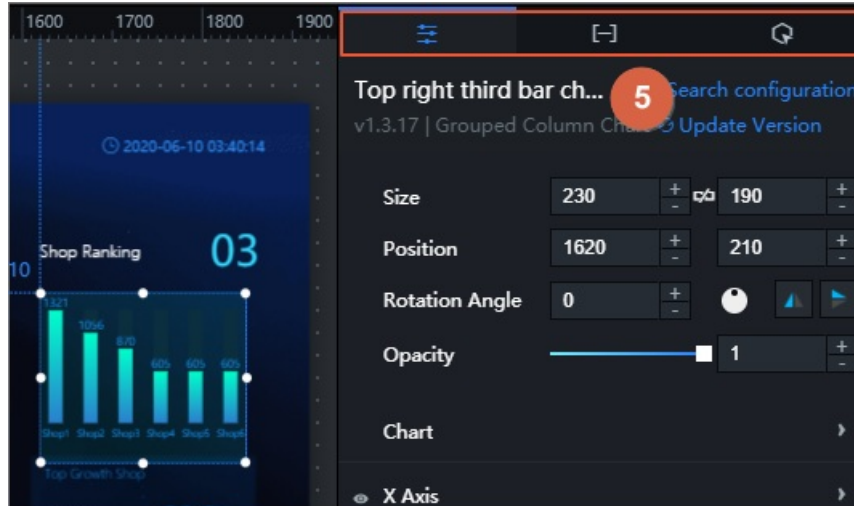 1600 1700 1800 1900
Top right third bar ch... 5 Search configuration
v1.3.17 | Grouped Column Chart Update Version
2020-06-10 03:40:14
Size 230 + - 190 + -
Shop Ranking 03
Position 1620 + - 210 + -
10
Rotation Angle 0 + -
1321
1056
870
605 605 605
Opacity 1 + -
Shop1 Shop2 Shop3 Shop4 Shop5 Shop6
Chart
Top Growth Shop
X Axis